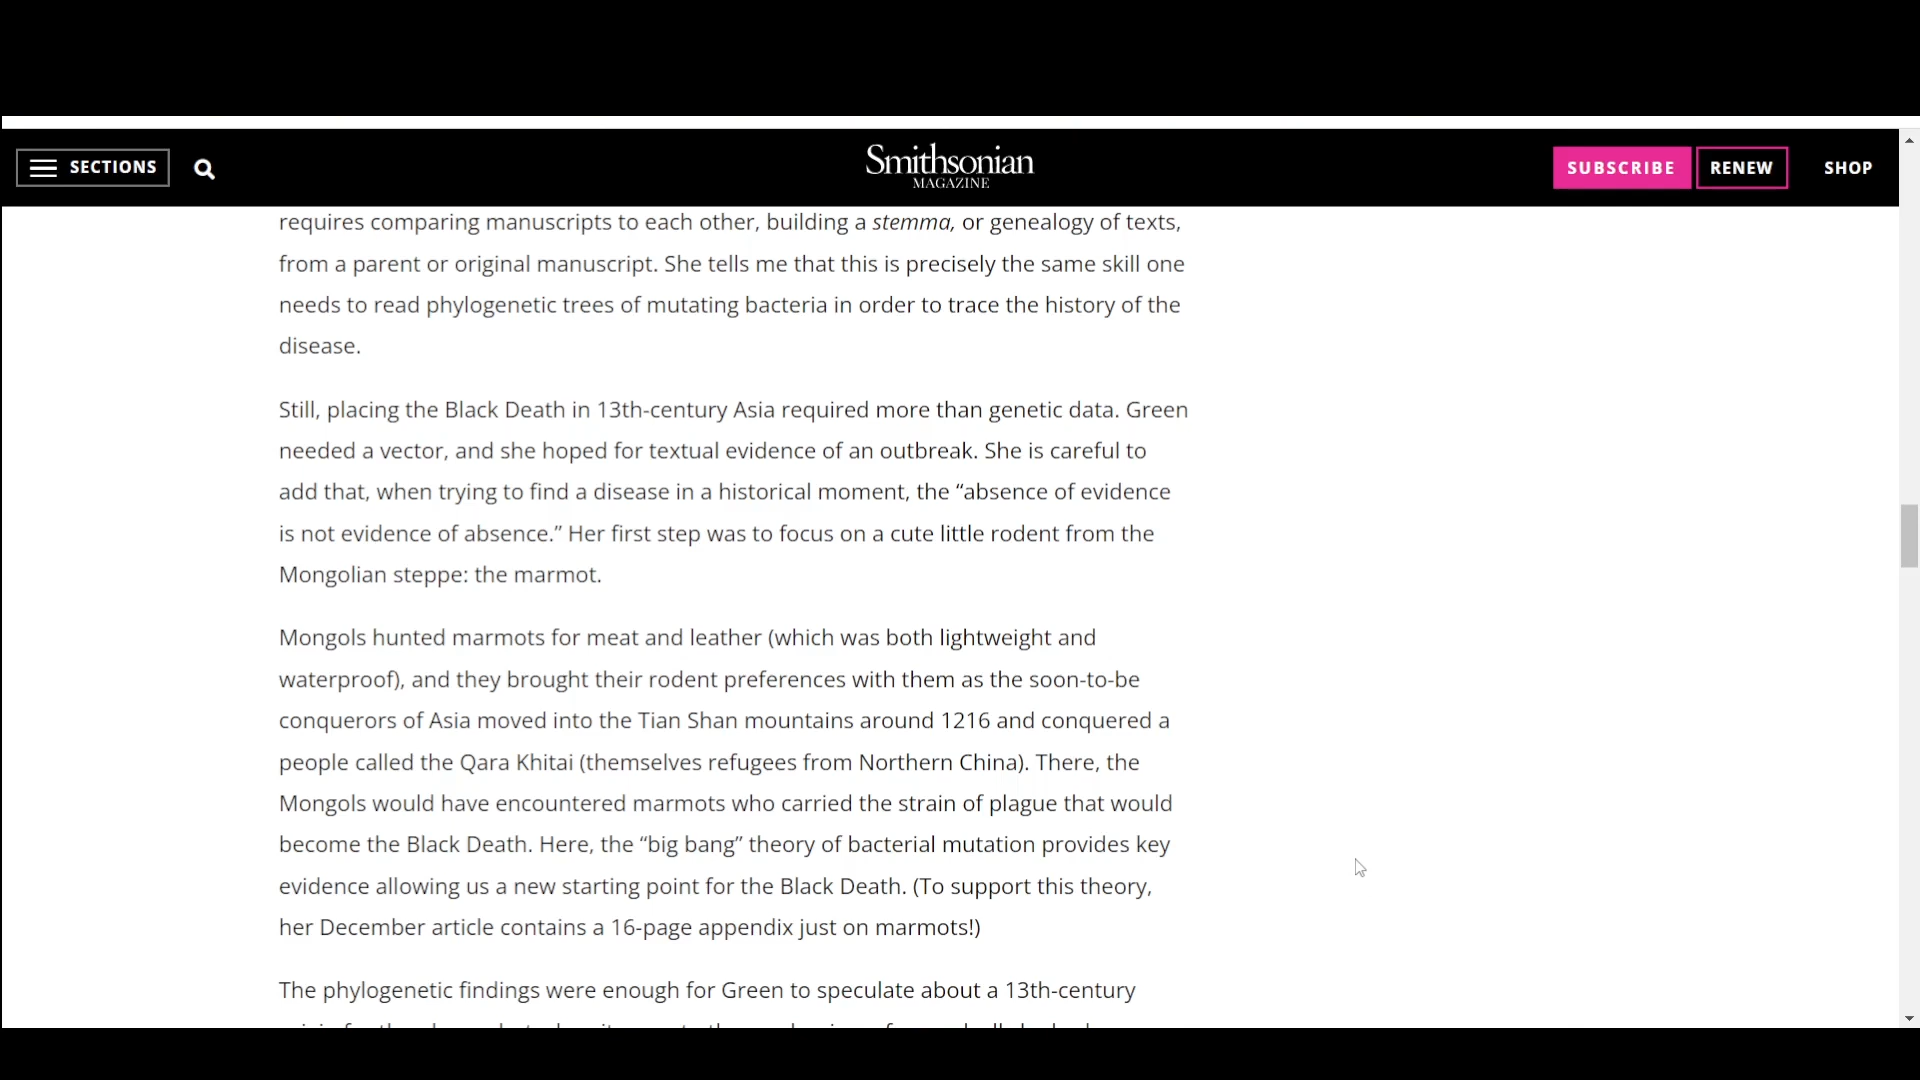 SECTIONS
Smithsonian
MAGAZINE
SUBSCRIBE
RENEW
SHOP
requires comparing manuscripts to each other, building a stemma, or genealogy of texts,
from a parent or original manuscript. She tells me that this is precisely the same skill one
needs to read phylogenetic trees of mutating bacteria in order to trace the history of the
disease.
Still, placing the Black Death in 13th-century Asia required more than genetic data. Green
needed a vector, and she hoped for textual evidence of an outbreak. She is careful to
add that, when trying to find a disease in a historical moment, the “absence of evidence
is not evidence of absence.” Her first step was to focus on a cute little rodent from the
Mongolian steppe: the marmot.
Mongols hunted marmots for meat and leather (which was both lightweight and
waterproof), and they brought their rodent preferences with them as the soon-to-be
conquerors of Asia moved into the Tian Shan mountains around 1216 and conquered a
people called the Qara Khitai (themselves refugees from Northern China). There, the
Mongols would have encountered marmots who carried the strain of plague that would
become the Black Death. Here, the “big bang” theory of bacterial mutation provides key
evidence allowing us a new starting point for the Black Death. (To support this theory,
her December article contains a 16-page appendix just on marmots!)
The phylogenetic findings were enough for Green to speculate about a 13th-century